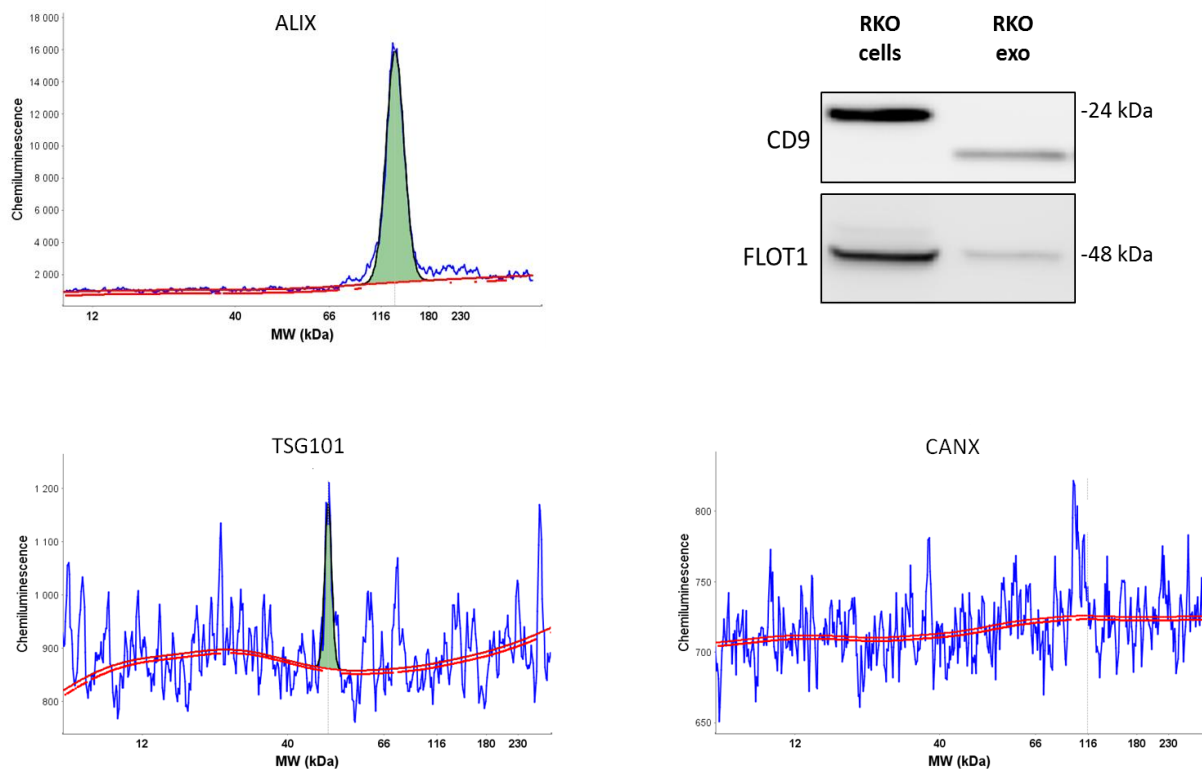 ALIX
18 000
16 000
14 000
12 000
10 000
8 000
6 000
4 000
2 000
Chemiluminescence
12 40 66 116 180 230
MW (kDa)
RKO RKO
cells exo
CD9
-24 kDa
FLOT1
-48 kDa
TSG101
1 200
1 100
1 000
900
800
Chemiluminescence
12 40 66 116 180 230
MW (kDa)
CANX
800
750
700
650
Chemiluminescence
12 40 66 116 180 230
MW (kDa)